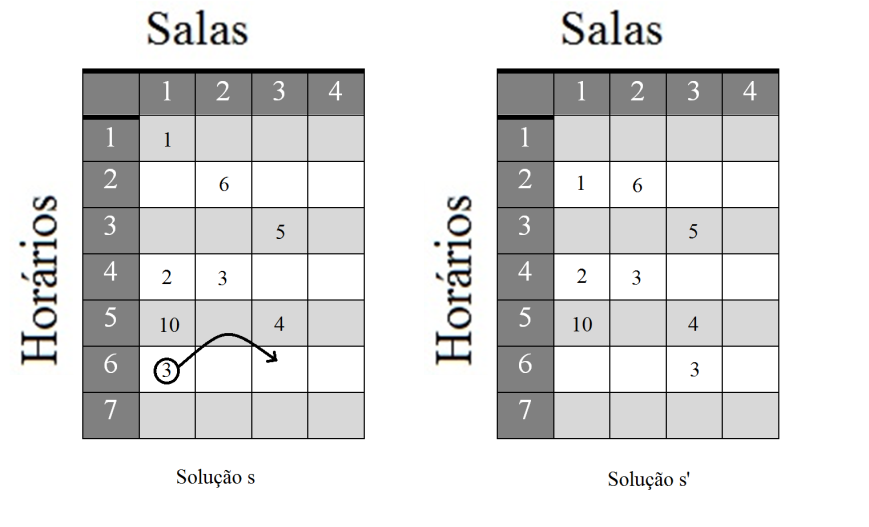 Salas
Horários
1 2 3 4
1 1
2 6
3 5
4 2 3
5 10 4
6 3
7
Solução s
Salas
Horários
1 2 3 4
1
2 1 6
3 5
4 2 3
5 10 4
6 3
7
Solução s'